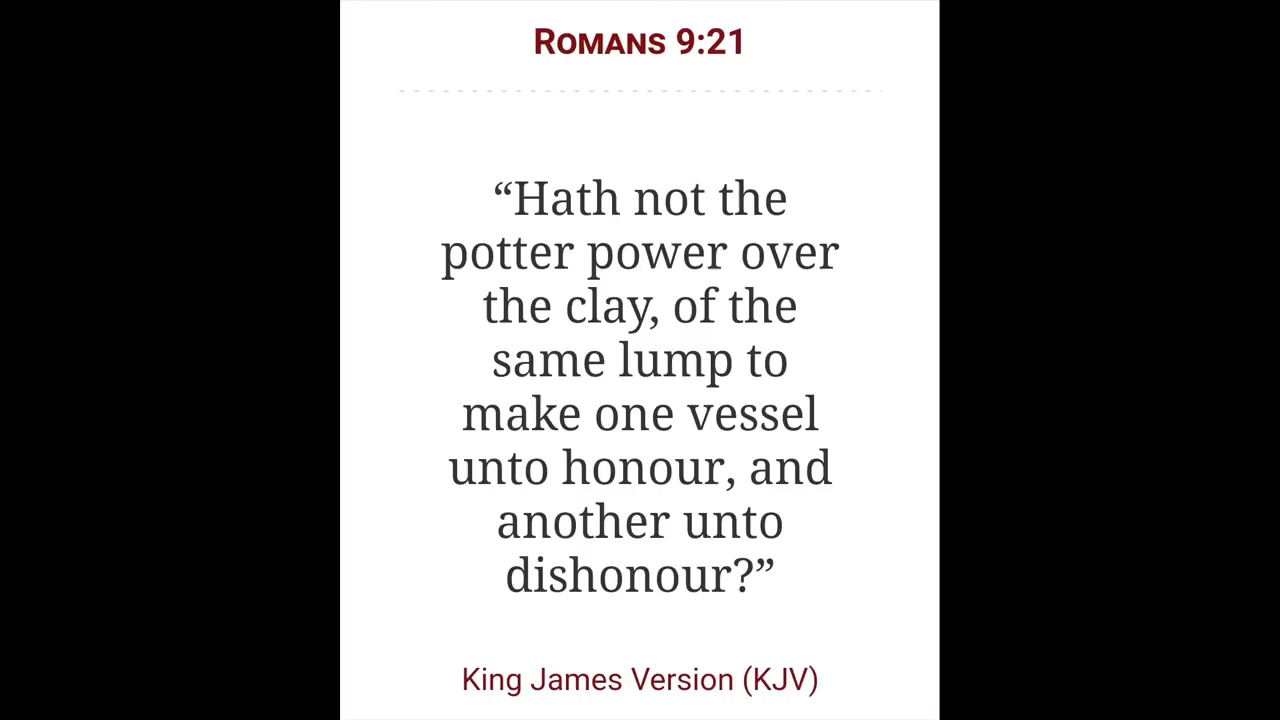 Romans 9:21
“Hath not the
potter power over
the clay, of the
same lump to
make one vessel
unto honour, and
another unto
dishonour?”
King James Version (KJV)